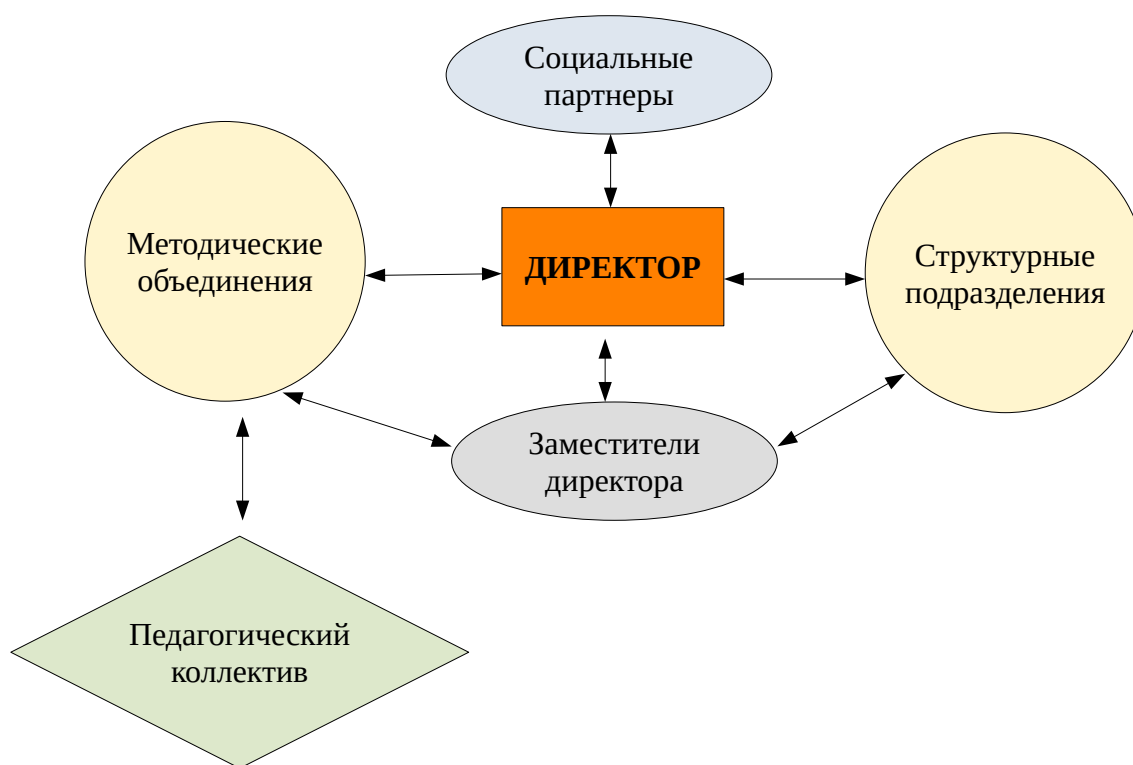 Социальные
партнеры
Методические
объединения
ДИРЕКТОР
Структурные
подразделения
Заместители
директора
Педагогический
коллектив